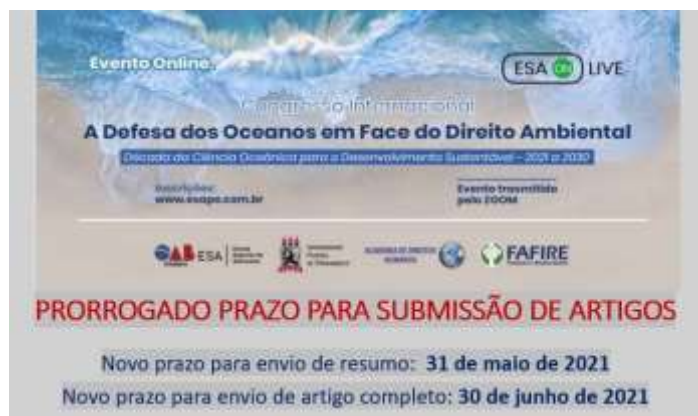 Evento Online
ESA ON LIVE
Congresso Internacional
A Defesa dos Oceanos em Face do Direito Ambiental
Década da Ciência Oceânica para o Desenvolvimento Sustentável - 2021 a 2030
Inscrições:
www.esape.com.br
Evento trasmitido
pelo ZOOM
OAB ESA
FAFIRE
PRORROGADO PRAZO PARA SUBMISSÃO DE ARTIGOS
Novo prazo para envio de resumo: 31 de maio de 2021
Novo prazo para envio de artigo completo: 30 de junho de 2021